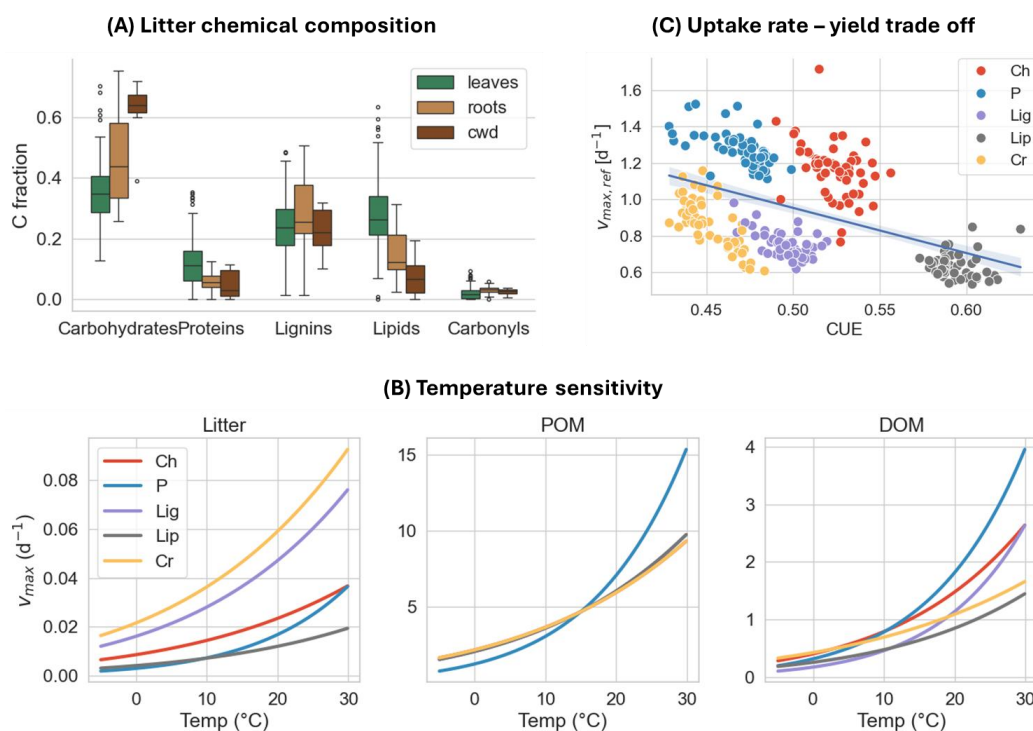 (A) Litter chemical composition
C fraction
0.6
0.4
0.2
0.0
leaves
roots
cwd
Carbohydrates
Proteins
Lignins
Lipids
Carbonyls
(C) Uptake rate – yield trade off
vmax,ref [d⁻¹]
1.6
1.4
1.2
1.0
0.8
0.6
Ch
P
Lig
Lip
Cr
0.45 0.50 0.55 0.60
CUE
(B) Temperature sensitivity
Litter
vmax (d⁻¹)
0.08
0.06
0.04
0.02
0.00
Ch
P
Lig
Lip
Cr
0 10 20 30
Temp (°C)
POM
15
10
5
0 10 20 30
Temp (°C)
DOM
4
3
2
1
0
0 10 20 30
Temp (°C)